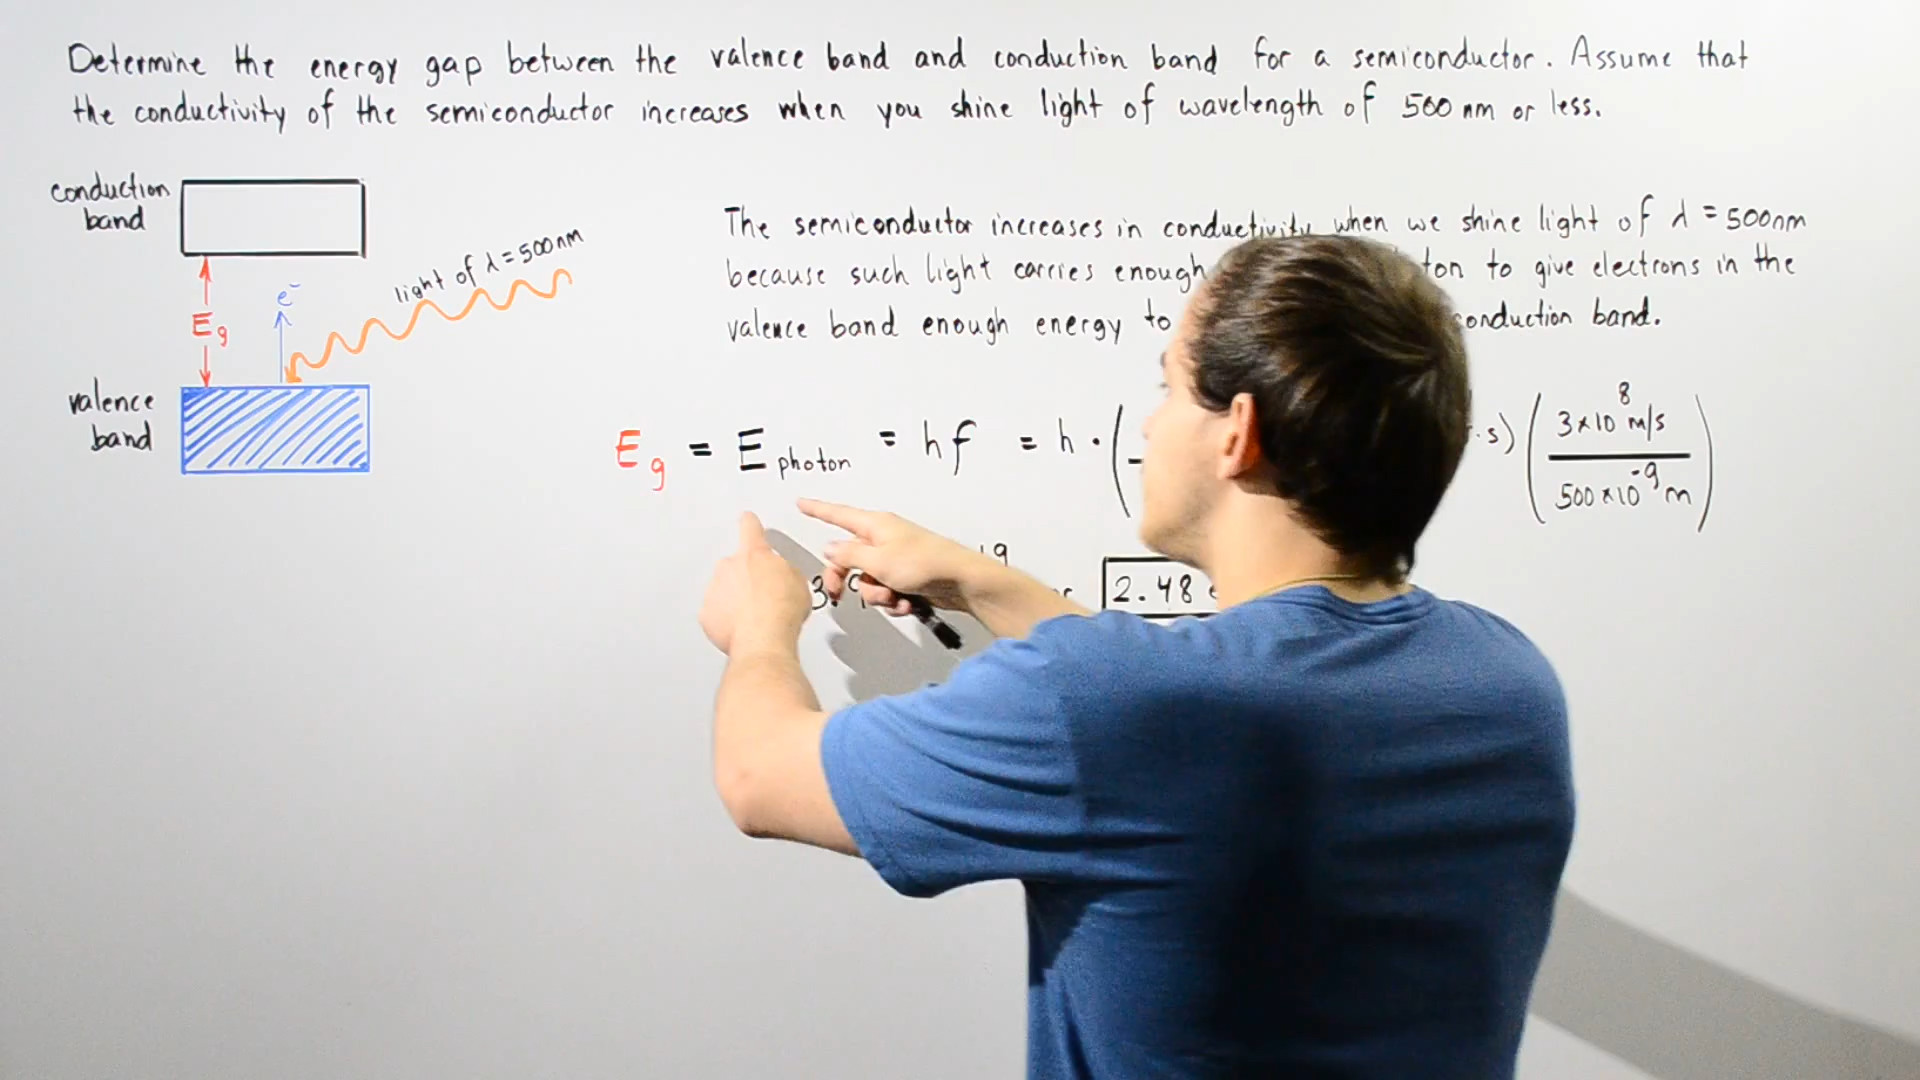 Determine the energy gap between the valence band and conduction band for a semiconductor. Assume that
the conductivity of the semiconductor increases when you shine light of wavelength of 500 nm or less.
conduction
band
light of λ = 500nm
e⁻
Eg
valence
band
The semiconductor increases in conductivity when we shine light of λ = 500nm
because such light carries enough to give electrons in the
valence band enough energy to conduction band.
Eg = E photon = hf = h · ( ·s) (3×10⁸ m/s / 500×10⁻⁹ m)
2.48